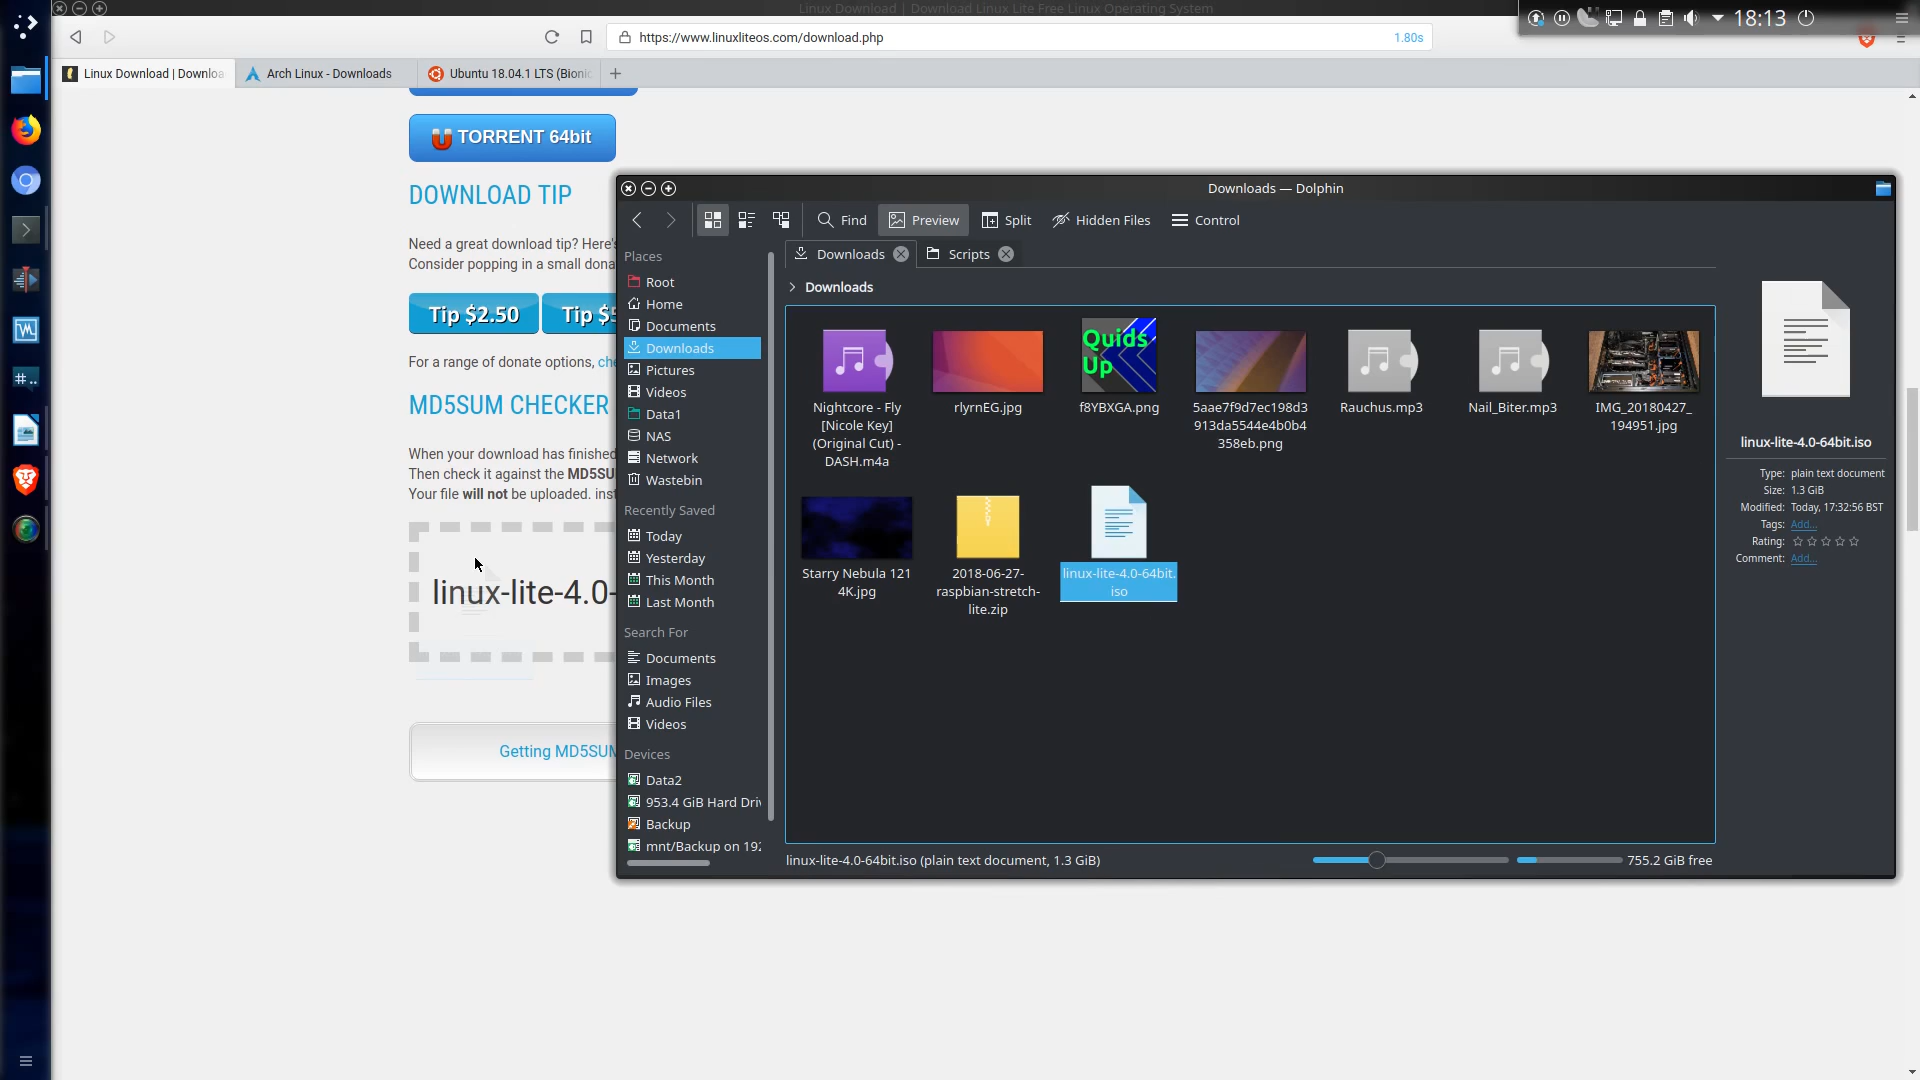 Linux Download | Download Linux Lite Free Linux Operating System
18:13
https://www.linuxliteos.com/download.php
1.80s
Linux Download | Downloa
Arch Linux - Downloads
Ubuntu 18.04.1 LTS (Bionic
TORRENT 64bit
DOWNLOAD TIP
Need a great download tip? Here's
Consider popping in a small dona
Tip $2.50
Tip $5
For a range of donate options, che
MD5SUM CHECKER
When your download has finished
Then check it against the MD5SU
Your file will not be uploaded. inst
linux-lite-4.0-
Getting MD5SUM
Downloads — Dolphin
Find
Preview
Split
Hidden Files
Control
Places
Root
Home
Documents
Downloads
Pictures
Videos
Data1
NAS
Network
Wastebin
Recently Saved
Today
Yesterday
This Month
Last Month
Search For
Documents
Images
Audio Files
Videos
Devices
Data2
953.4 GiB Hard Driv
Backup
mnt/Backup on 192
Downloads
Scripts
Downloads
Nightcore - Fly
[Nicole Key]
(Original Cut) -
DASH.m4a
rlyrnEG.jpg
Quids
Up
f8YBXGA.png
5aae7f9d7ec198d3
913da5544e4b0b4
358eb.png
Rauchus.mp3
Nail_Biter.mp3
IMG_20180427_
194951.jpg
Starry Nebula 121
4K.jpg
2018-06-27-
raspbian-stretch-
lite.zip
linux-lite-4.0-64bit.
iso
linux-lite-4.0-64bit.iso
Type: plain text document
Size: 1.3 GiB
Modified: Today, 17:32:56 BST
Tags: Add...
Rating:
Comment: Add...
linux-lite-4.0-64bit.iso (plain text document, 1.3 GiB)
755.2 GiB free